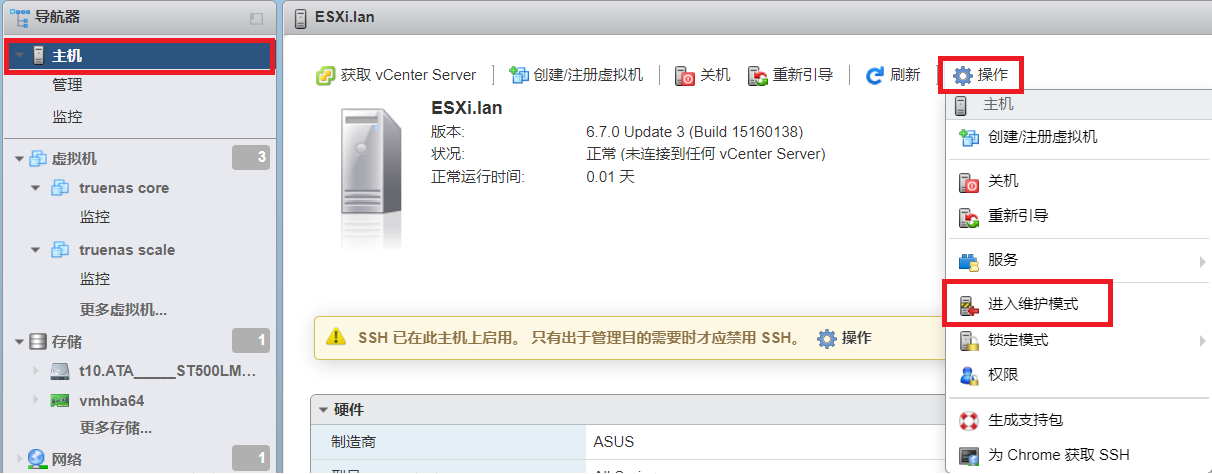 导航器
主机
管理
监控
虚拟机 3
truenas core
监控
truenas scale
监控
更多虚拟机...
存储 1
t10.ATA_____ST500LM...
vmhba64
更多存储...
网络 1
ESXi.lan
获取 vCenter Server
创建/注册虚拟机
关机
重新引导
刷新
操作
ESXi.lan
版本: 6.7.0 Update 3 (Build 15160138)
状况: 正常 (未连接到任何 vCenter Server)
正常运行时间: 0.01 天
SSH 已在此主机上启用。 只有出于管理目的需要时才应禁用 SSH。 操作
硬件
制造商 ASUS
主机
创建/注册虚拟机
关机
重新引导
服务
进入维护模式
锁定模式
权限
生成支持包
为 Chrome 获取 SSH